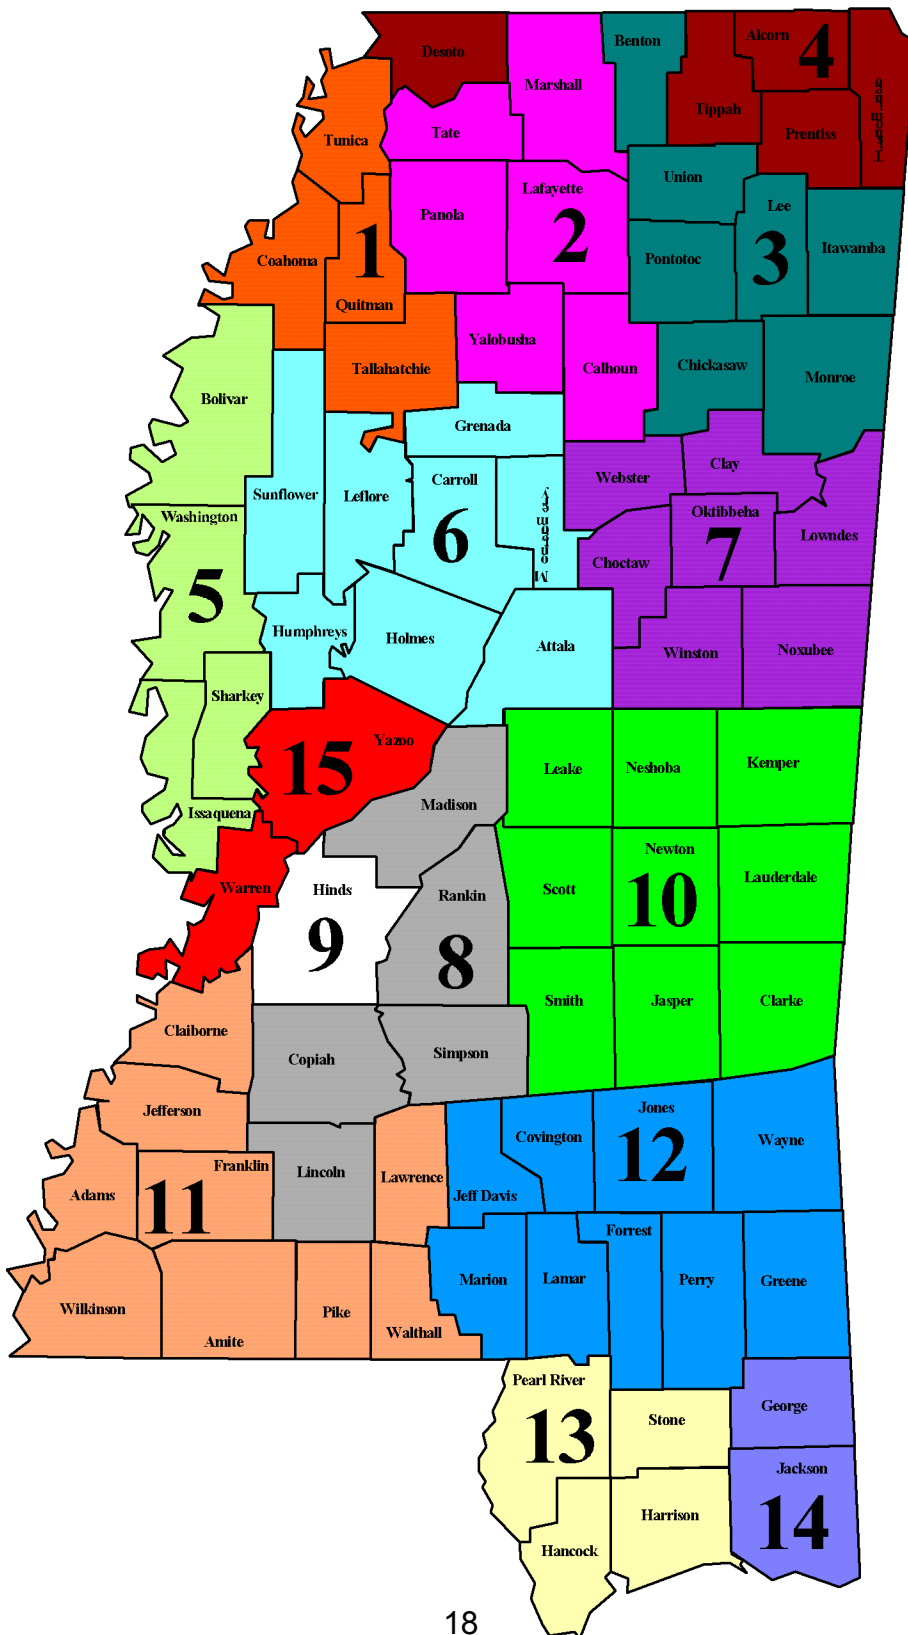 Desoto
Marshall
Benton
Alcorn
4
Tippah
Prentiss
Tunica
Tate
Union
Lafayette
Panola
2
Lee
3
Itawamba
Pontotoc
Coahoma
1
Quitman
Yalobusha
Tallahatchie
Calhoun
Chickasaw
Monroe
Bolivar
Grenada
Clay
Webster
Carroll
Sunflower
Leflore
6
Montgomery
Washington
Oktibbeha
7
Lowndes
Choctaw
5
Humphreys
Holmes
Attala
Winston
Noxubee
Sharkey
15
Yazoo
Leake
Neshoba
Kemper
Madison
Issaquena
Newton
Warren
Hinds
Rankin
Scott
10
Lauderdale
9
8
Smith
Jasper
Clarke
Claiborne
Copiah
Simpson
Jefferson
Covington
Jones
12
Wayne
Franklin
Lincoln
Lawrence
Adams
11
Jeff Davis
Forrest
Marion
Lamar
Perry
Greene
Wilkinson
Amite
Pike
Walthall
Pearl River
13
Stone
George
Jackson
14
Harrison
Hancock
18